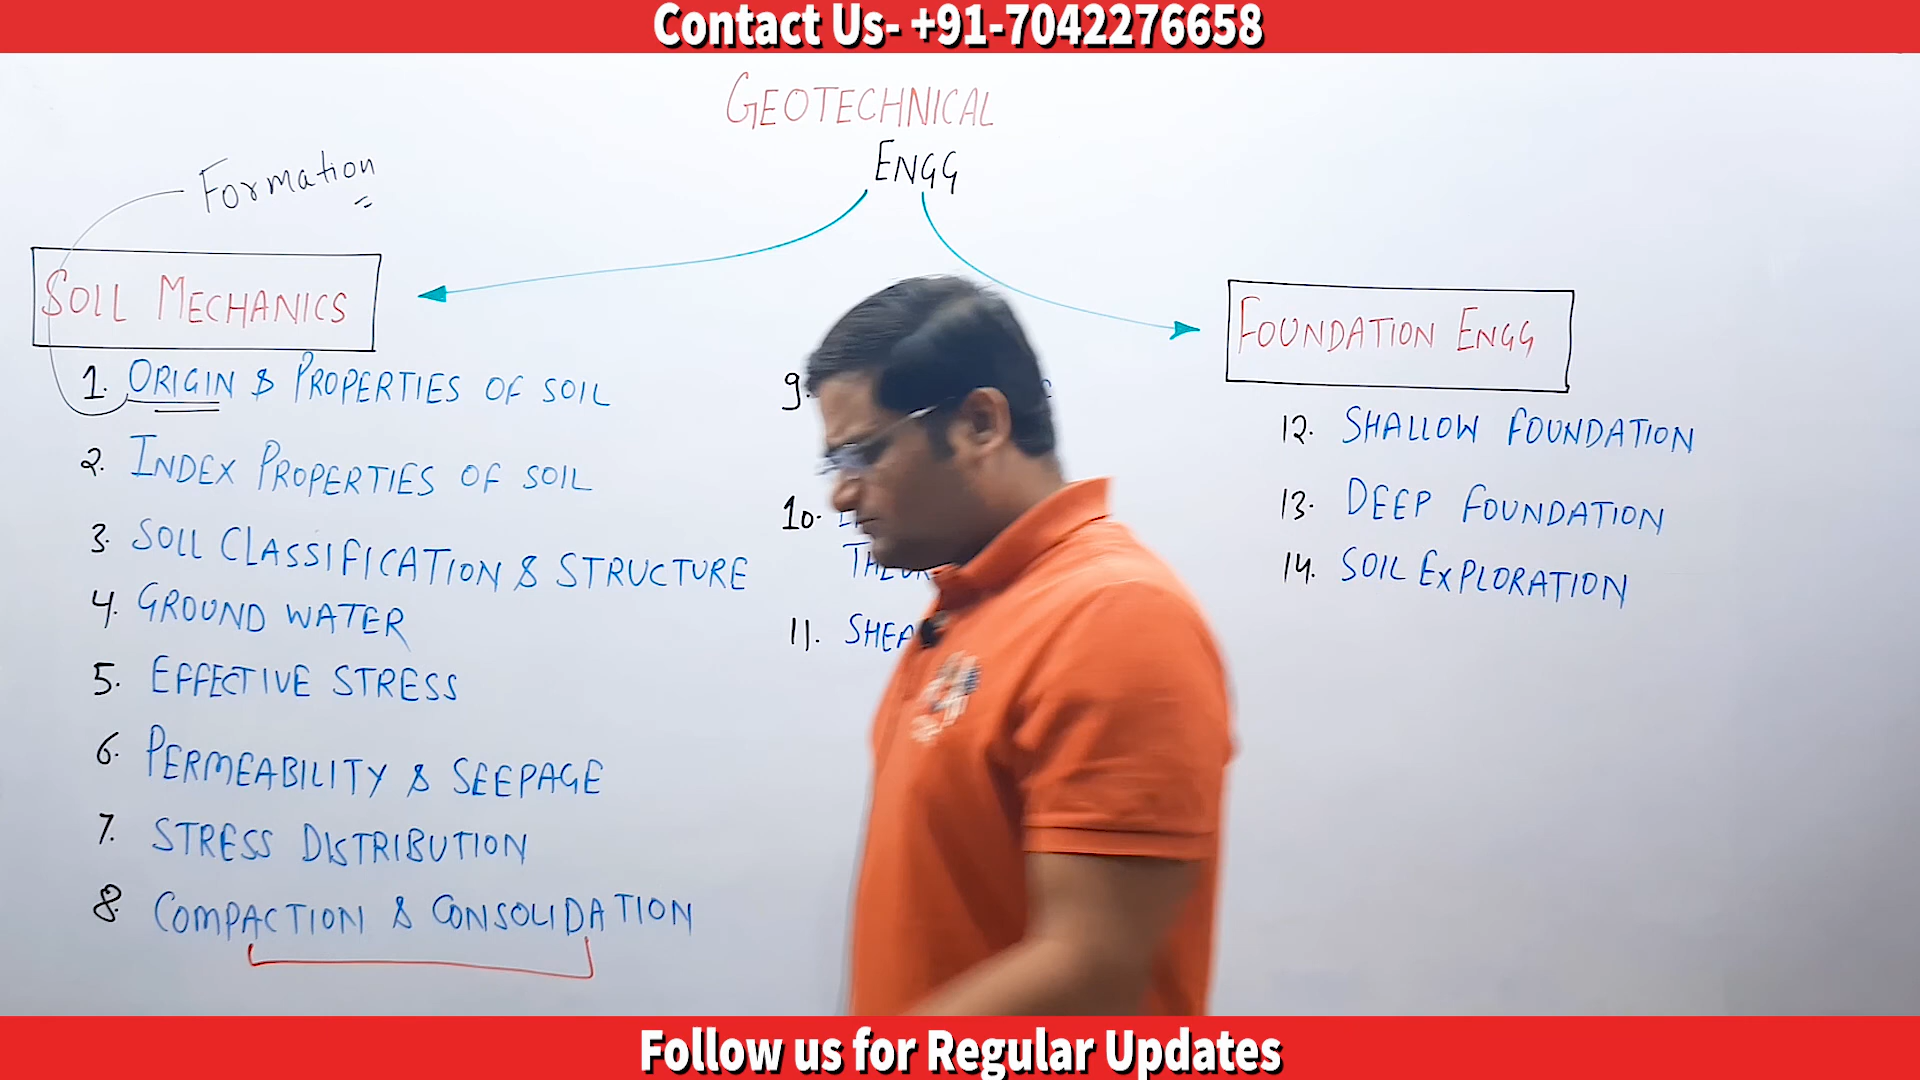 Contact Us- +91-7042276658
GEOTECHNICAL
ENGG
Formation
SOIL MECHANICS
1. ORIGIN & PROPERTIES OF SOIL
2. INDEX PROPERTIES OF SOIL
3. SOIL CLASSIFICATION & STRUCTURE
4. GROUND WATER
5. EFFECTIVE STRESS
6. PERMEABILITY & SEEPAGE
7. STRESS DISTRIBUTION
8. COMPACTION & CONSOLIDATION
9.
10.
11.
FOUNDATION ENGG
12. SHALLOW FOUNDATION
13. DEEP FOUNDATION
14. SOIL EXPLORATION
Follow us for Regular Updates